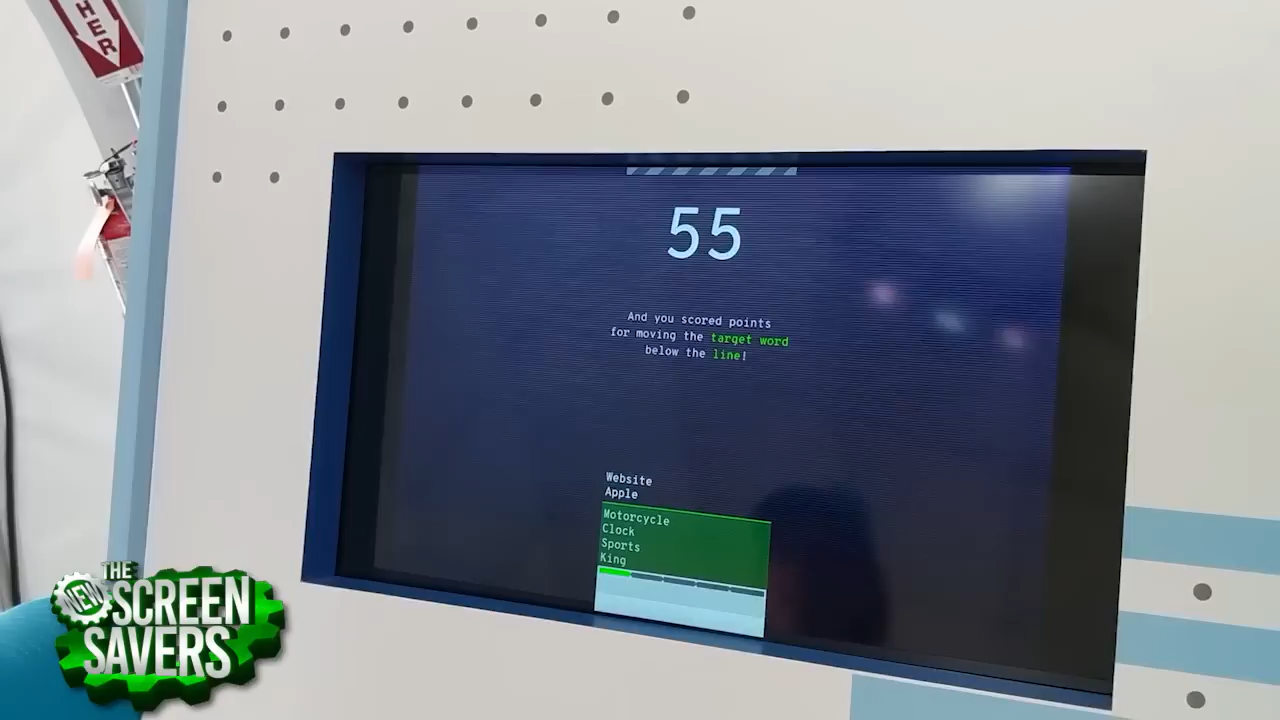 HER
55
And you scored points
for moving the target word
below the line!
Website
Apple
Motorcycle
Clock
Sports
King
THE
NEW
SCREEN
SAVERS